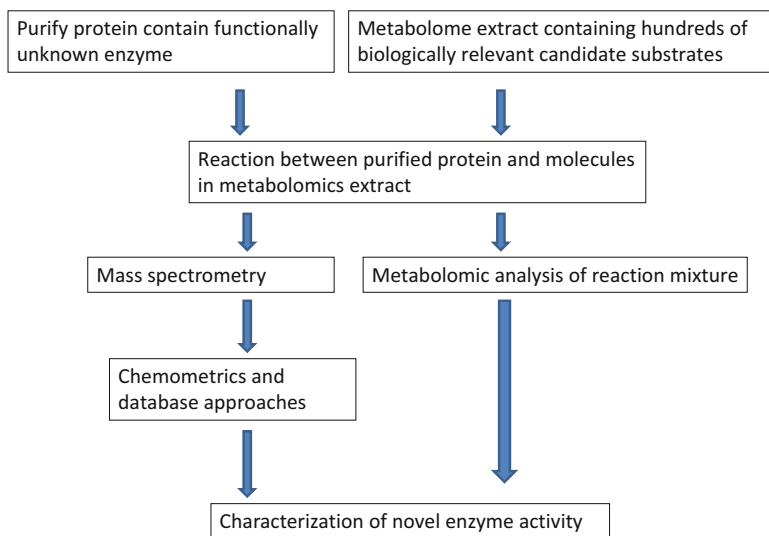 Purify protein contain functionally
unknown enzyme
Metabolome extract containing hundreds of
biologically relevant candidate substrates
Reaction between purified protein and molecules
in metabolomics extract
Mass spectrometry
Metabolomic analysis of reaction mixture
Chemometrics and
database approaches
Characterization of novel enzyme activity